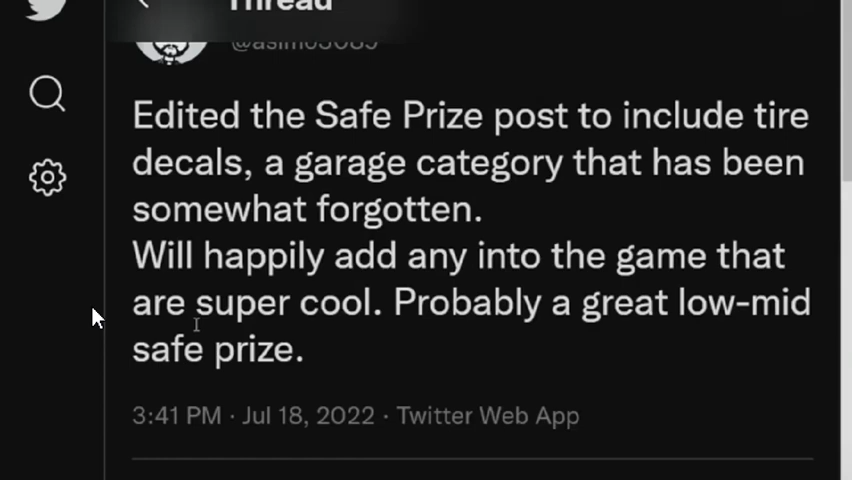 Thread
@asimo3089
Edited the Safe Prize post to include tire
decals, a garage category that has been
somewhat forgotten.
Will happily add any into the game that
are super cool. Probably a great low-mid
safe prize.
3:41 PM · Jul 18, 2022 · Twitter Web App